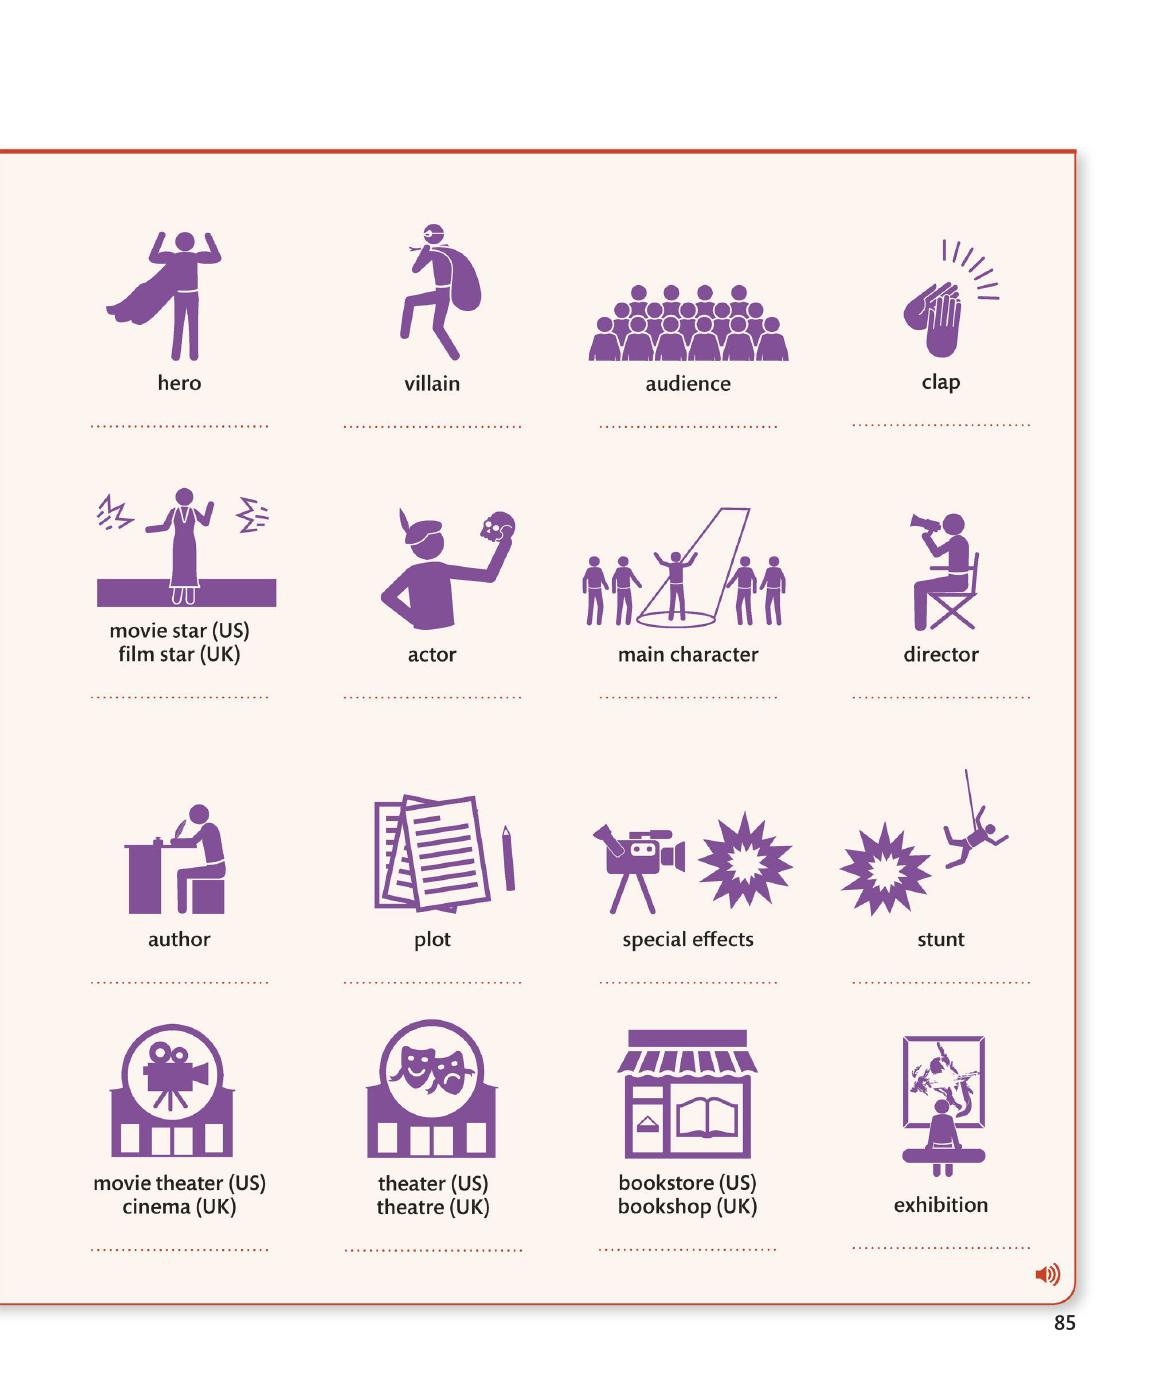 hero
villain
audience
clap
movie star (US)
film star (UK)
actor
main character
director
author
plot
special effects
stunt
movie theater (US)
cinema (UK)
theater (US)
theatre (UK)
bookstore (US)
bookshop (UK)
exhibition
85